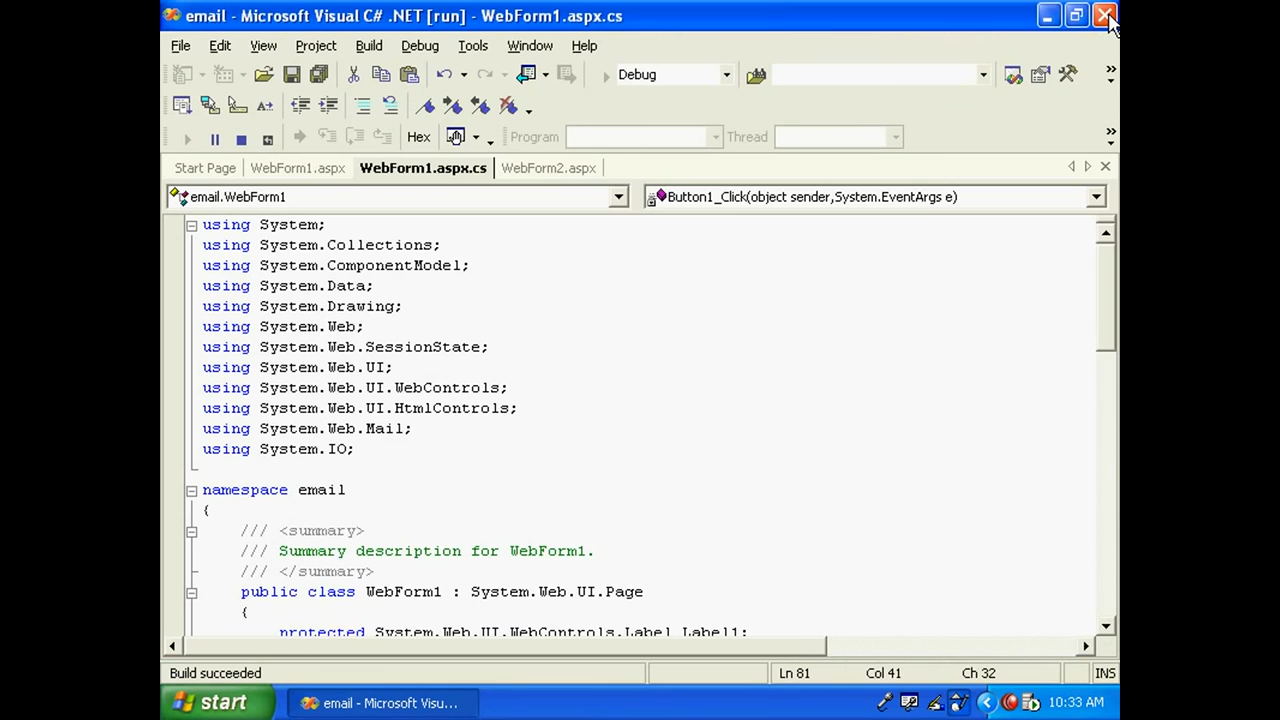 email - Microsoft Visual C# .NET [run] - WebForm1.aspx.cs
File Edit View Project Build Debug Tools Window Help
Debug
Hex Program Thread
Start Page WebForm1.aspx WebForm1.aspx.cs WebForm2.aspx
email.WebForm1 Button1_Click(object sender,System.EventArgs e)
using System;
using System.Collections;
using System.ComponentModel;
using System.Data;
using System.Drawing;
using System.Web;
using System.Web.SessionState;
using System.Web.UI;
using System.Web.UI.WebControls;
using System.Web.UI.HtmlControls;
using System.Web.Mail;
using System.IO;
namespace email
{
/// <summary>
/// Summary description for WebForm1.
/// </summary>
public class WebForm1 : System.Web.UI.Page
{
protected System.Web.UI.WebControls.Label Label1;
Build succeeded Ln 81 Col 41 Ch 32 INS
start email - Microsoft Visu... 10:33 AM